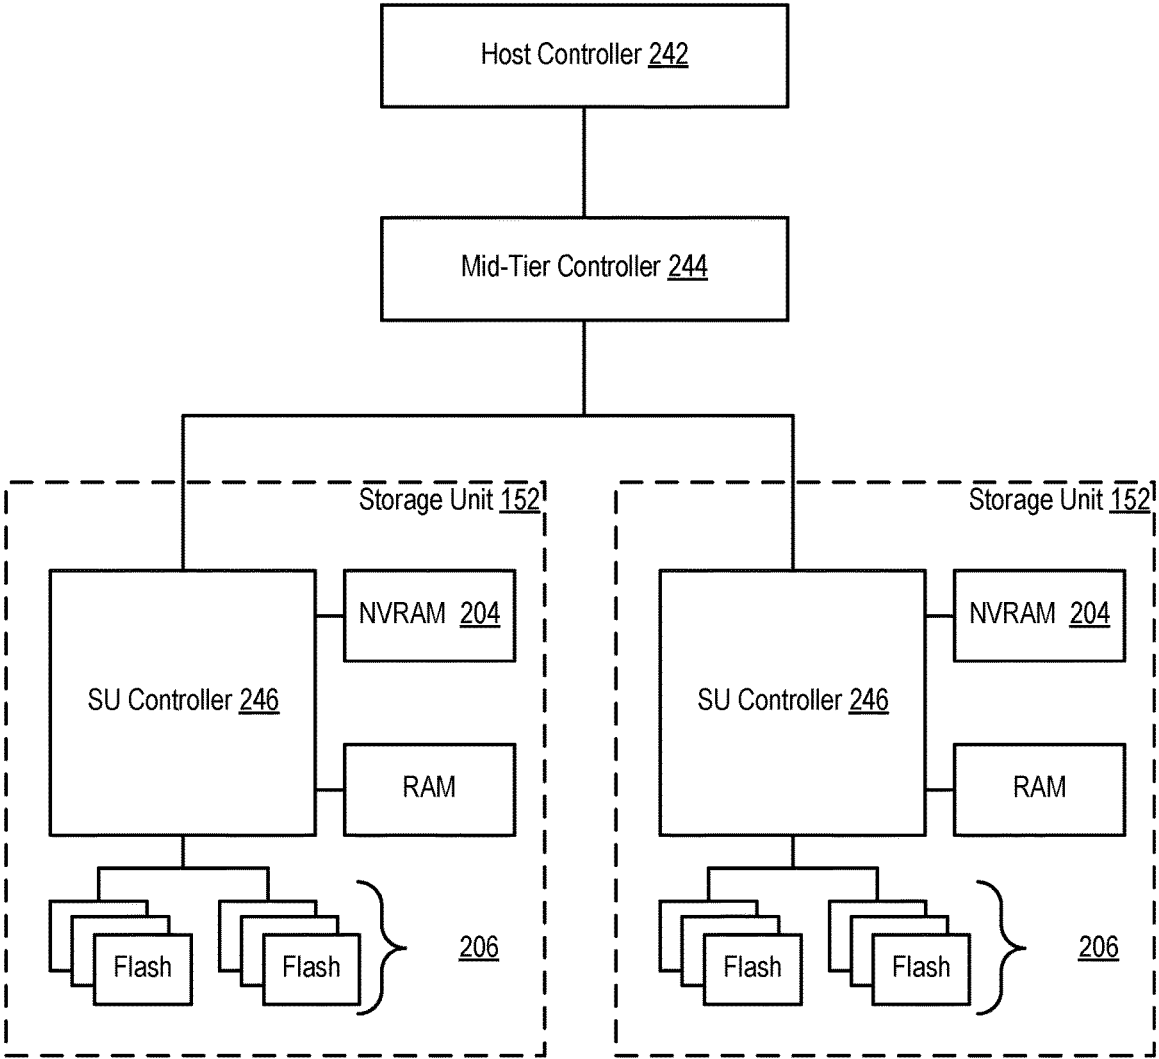 Host Controller 242
Mid-Tier Controller 244
Storage Unit 152
NVRAM 204
SU Controller 246
RAM
Flash
Flash
206
Storage Unit 152
NVRAM 204
SU Controller 246
RAM
Flash
Flash
206